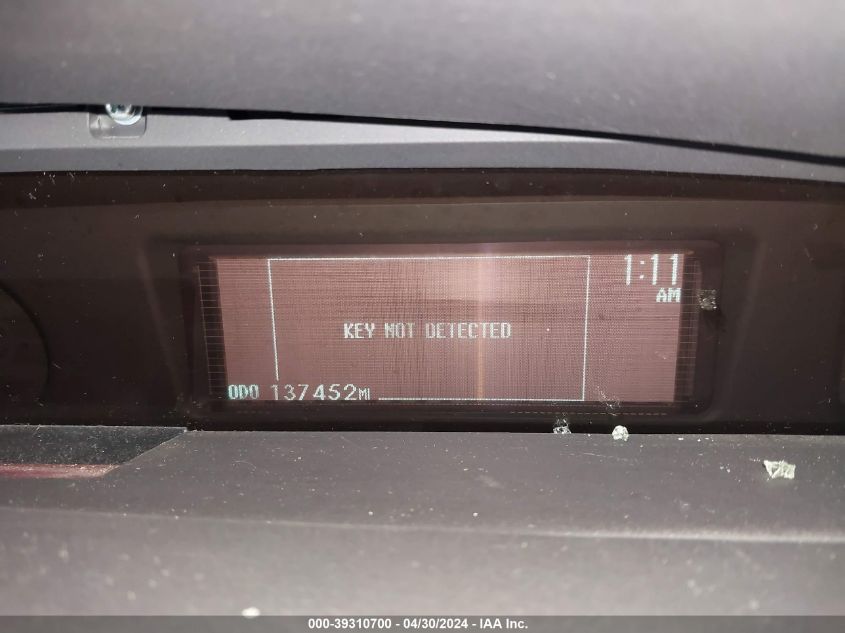 1:11
AM
KEY NOT DETECTED
ODO 137452MI
000-39310700 - 04/30/2024 - IAA Inc.